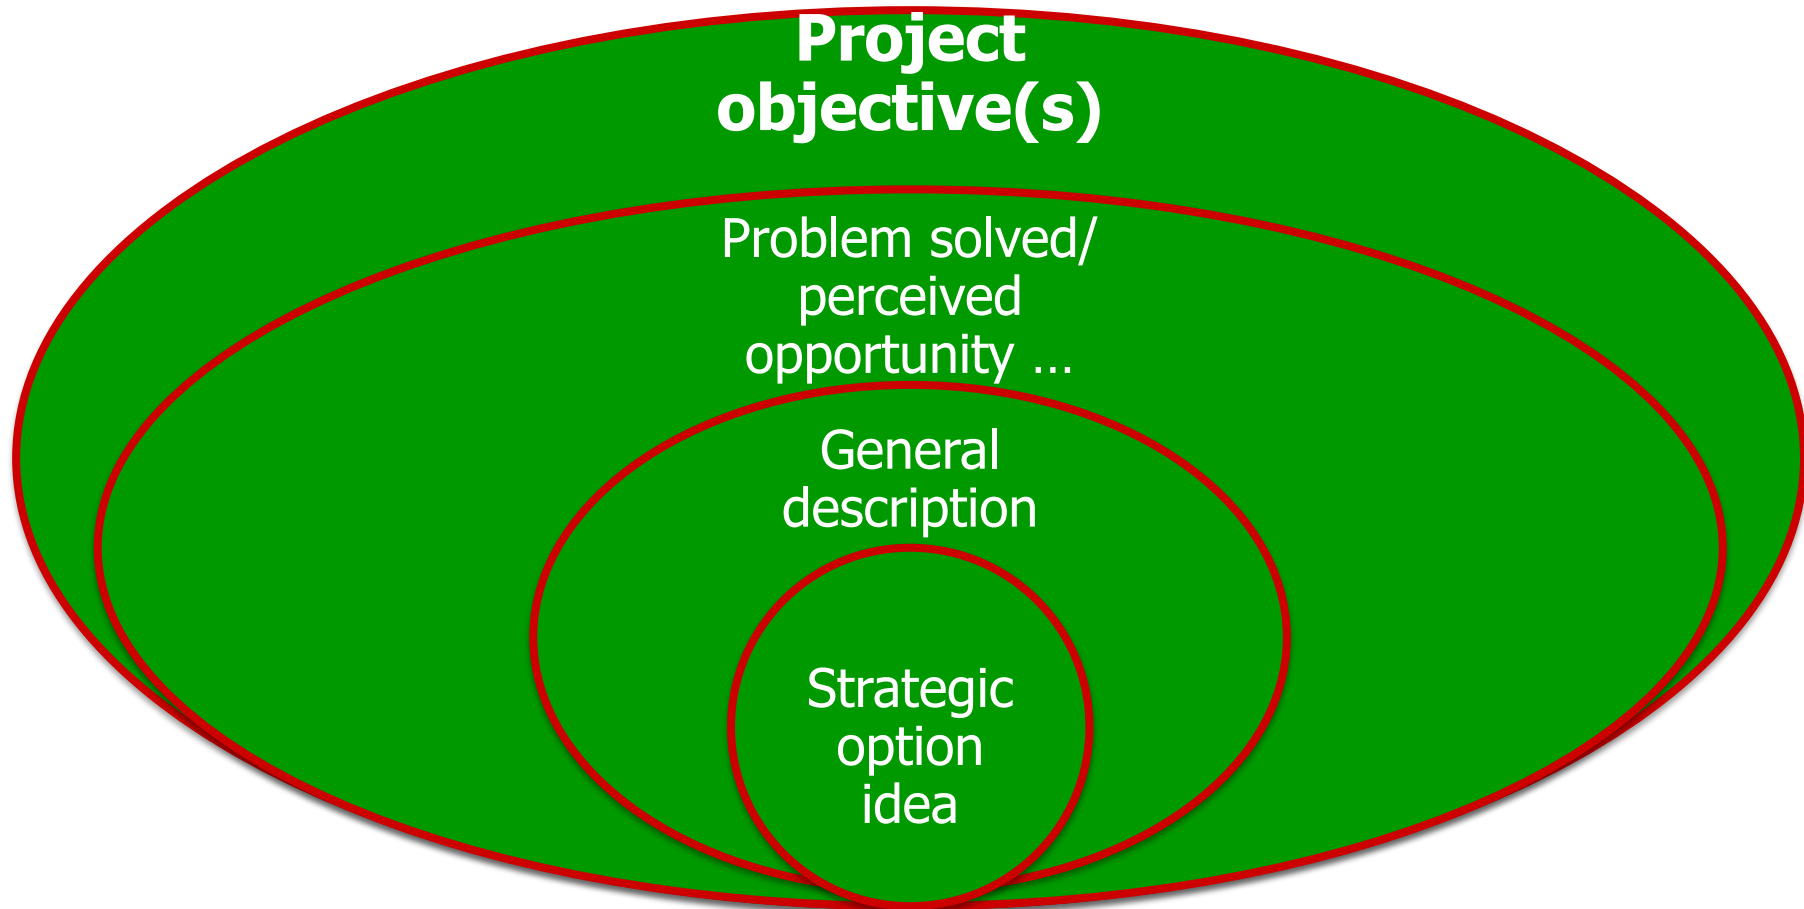 Project
objective(s)
Problem solved/
perceived
opportunity ...
General
description
Strategic
option
idea